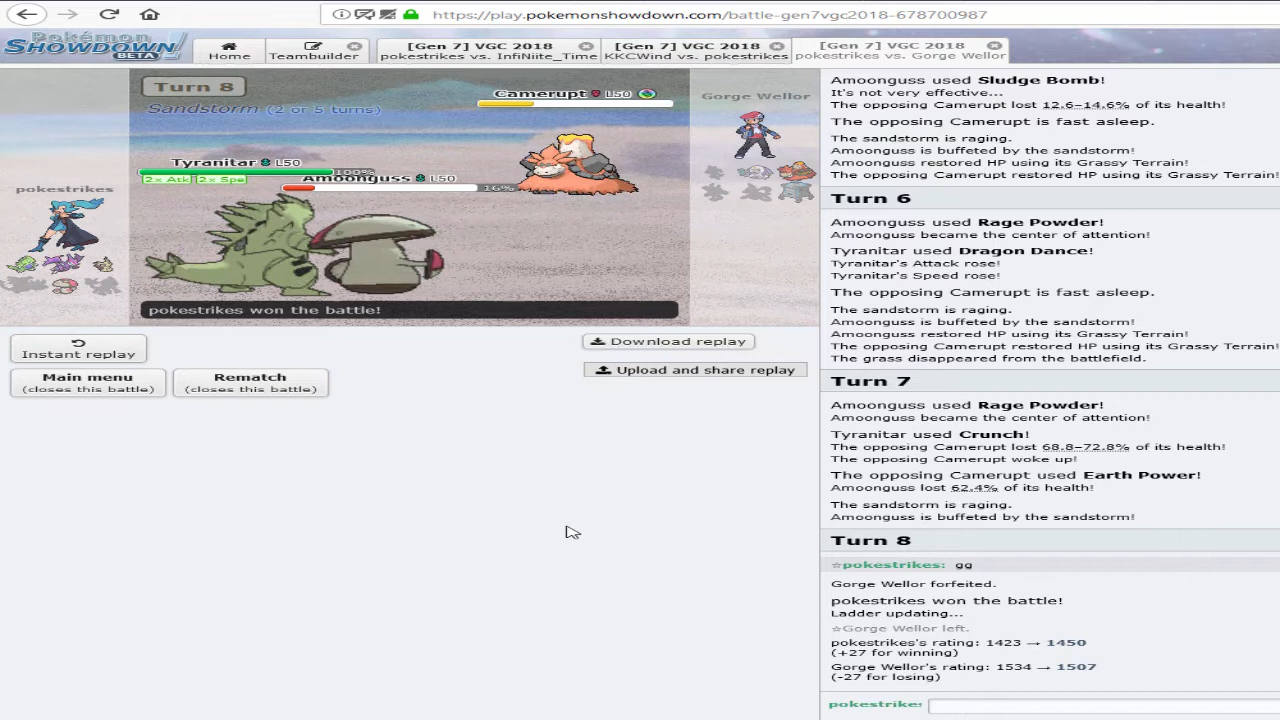 https://play.pokemonshowdown.com/battle-gen7vgc2018-678700987
Pokémon
SHOWDOWN!
BETA
Home
Teambuilder
[Gen 7] VGC 2018
pokestrikes vs. InfiNiite_Time
[Gen 7] VGC 2018
KKCWind vs. pokestrikes
[Gen 7] VGC 2018
pokestrikes vs. Gorge Wellor
Turn 8
Sandstorm (2 or 5 turns)
Camerupt L50
Tyranitar L50
100%
2x Atk 2x Spe
Amoonguss L50
16%
pokestrikes
Gorge Wellor
pokestrikes won the battle!
Instant replay
Download replay
Upload and share replay
Main menu
(closes this battle)
Rematch
(closes this battle)
Amoonguss used Sludge Bomb!
It's not very effective...
The opposing Camerupt lost 12.6–14.6% of its health!
The opposing Camerupt is fast asleep.
The sandstorm is raging.
Amoonguss is buffeted by the sandstorm!
Amoonguss restored HP using its Grassy Terrain!
The opposing Camerupt restored HP using its Grassy Terrain!
Turn 6
Amoonguss used Rage Powder!
Amoonguss became the center of attention!
Tyranitar used Dragon Dance!
Tyranitar's Attack rose!
Tyranitar's Speed rose!
The opposing Camerupt is fast asleep.
The sandstorm is raging.
Amoonguss is buffeted by the sandstorm!
Amoonguss restored HP using its Grassy Terrain!
The opposing Camerupt restored HP using its Grassy Terrain!
The grass disappeared from the battlefield.
Turn 7
Amoonguss used Rage Powder!
Amoonguss became the center of attention!
Tyranitar used Crunch!
The opposing Camerupt lost 68.8–72.8% of its health!
The opposing Camerupt woke up!
The opposing Camerupt used Earth Power!
Amoonguss lost 62.4% of its health!
The sandstorm is raging.
Amoonguss is buffeted by the sandstorm!
Turn 8
☆pokestrikes: gg
Gorge Wellor forfeited.
pokestrikes won the battle!
Ladder updating...
☆Gorge Wellor left.
pokestrikes's rating: 1423 → 1450
(+27 for winning)
Gorge Wellor's rating: 1534 → 1507
(-27 for losing)
pokestrikes: